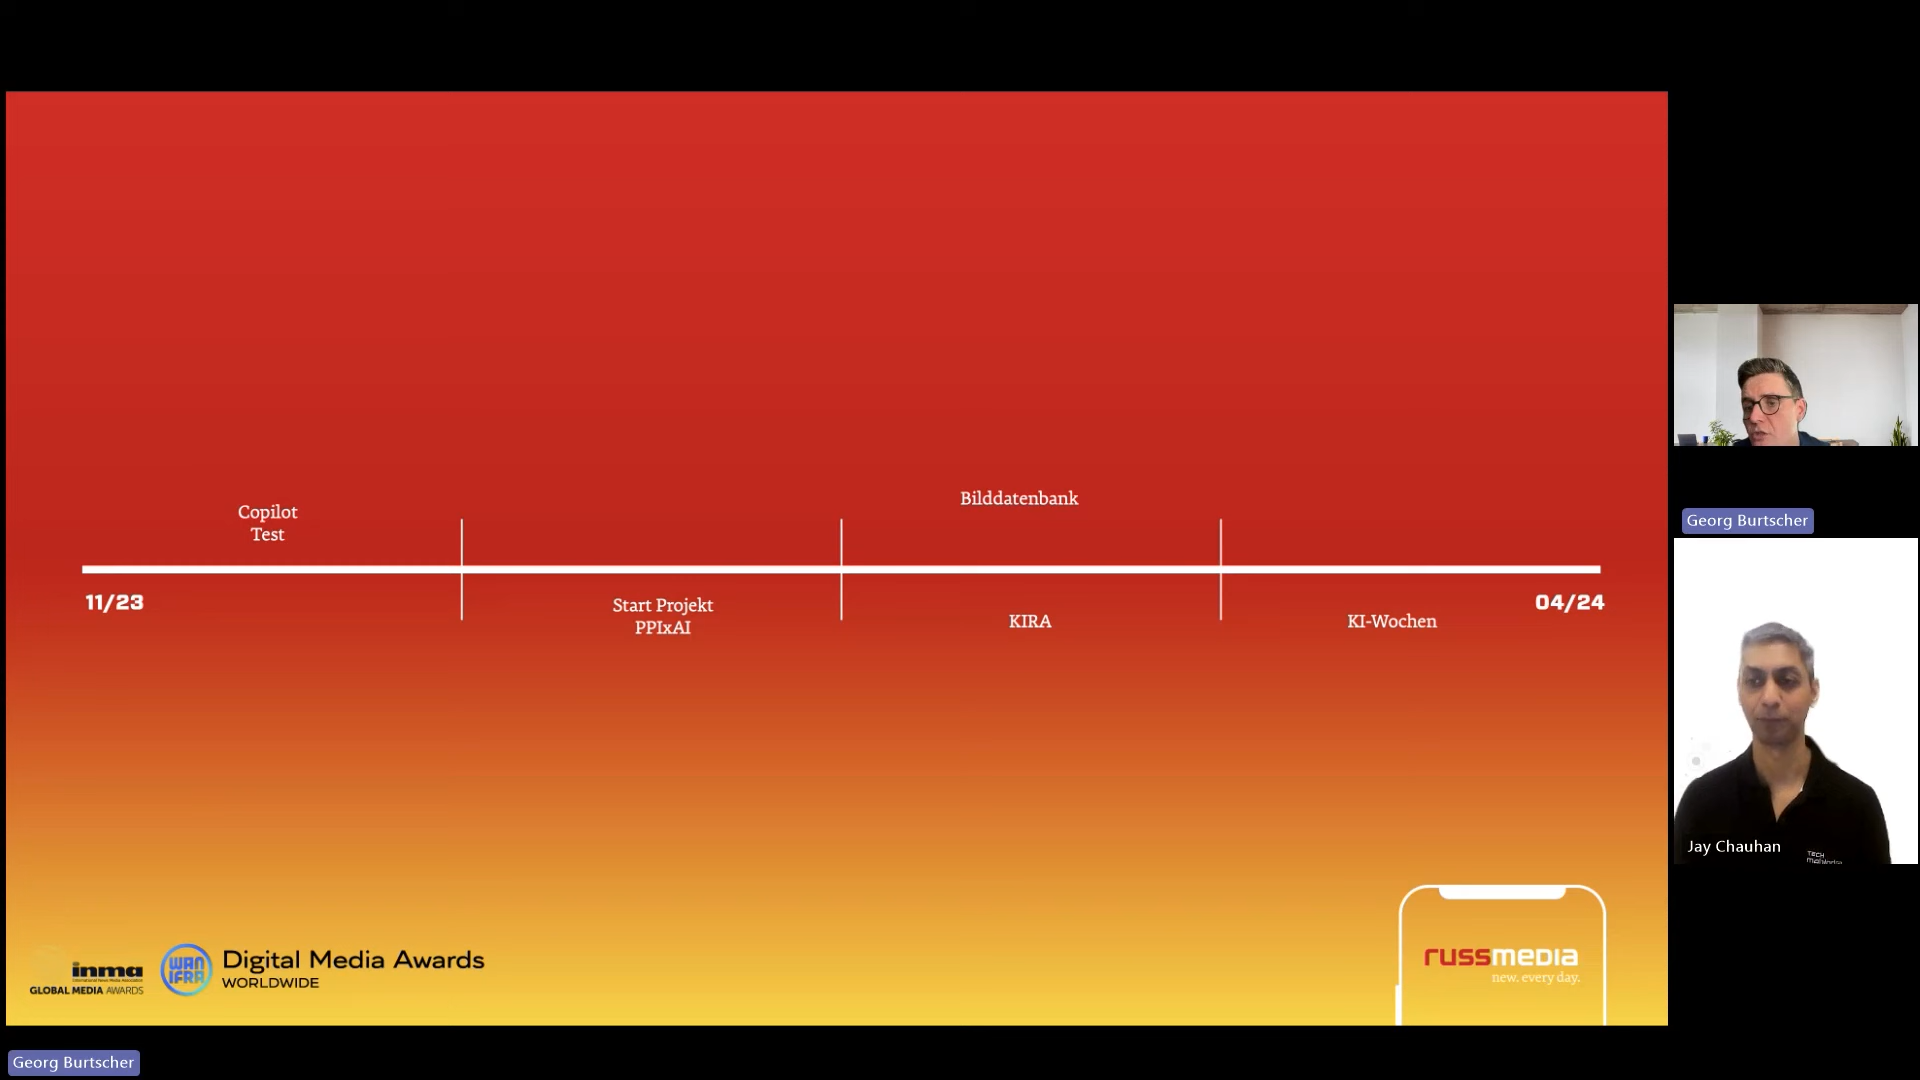 Copilot
Test
Bilddatenbank
11/23
04/24
Start Projekt
PPIxAI
KIRA
KI-Wochen
inma
GLOBAL MEDIA AWARDS
WAN
IFRA
Digital Media Awards
WORLDWIDE
russmedia
new. every day.
Georg Burtscher
Jay Chauhan
TECH
Georg Burtscher